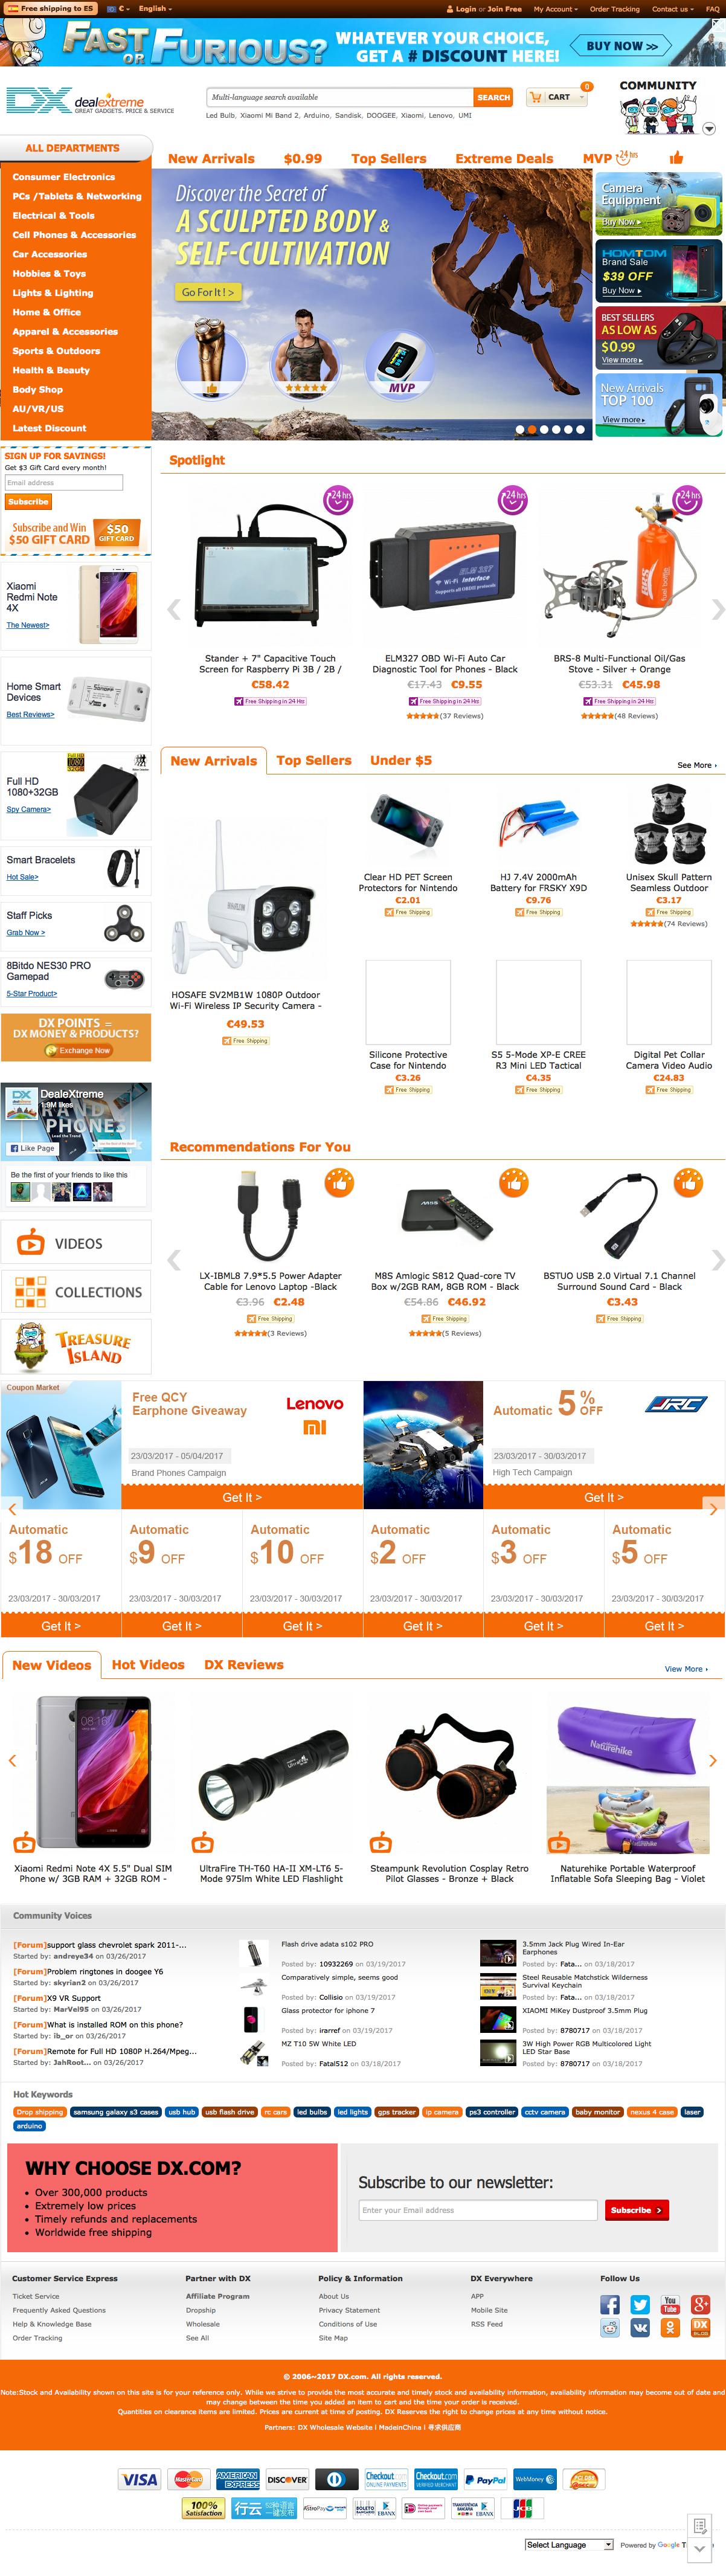 Free shipping to ES
€
English
Login or Join Free
My Account
Order Tracking
Contact us
FAQ
FAST OR FURIOUS?
WHATEVER YOUR CHOICE,
GET A # DISCOUNT HERE!
BUY NOW >>
DX dealextreme
GREAT GADGETS. PRICE & SERVICE
Multi-language search available
SEARCH
CART
0
COMMUNITY
Led Bulb, Xiaomi Mi Band 2, Arduino, Sandisk, DOOGEE, Xiaomi, Lenovo, UMI
ALL DEPARTMENTS
New Arrivals
$0.99
Top Sellers
Extreme Deals
MVP 24 hrs
Consumer Electronics
PCs /Tablets & Networking
Electrical & Tools
Cell Phones & Accessories
Car Accessories
Hobbies & Toys
Lights & Lighting
Home & Office
Apparel & Accessories
Sports & Outdoors
Health & Beauty
Body Shop
AU/VR/US
Latest Discount
Discover the Secret of
A SCULPTED BODY &
SELF-CULTIVATION
Go For It ! >
MVP
Camera
Equipment
Buy Now
HOMTOM
Brand Sale
$39 OFF
Buy Now
BEST SELLERS
AS LOW AS
$0.99
View more
New Arrivals
TOP 100
View more
SIGN UP FOR SAVINGS!
Get $3 Gift Card every month!
Email address
Subscribe
Subscribe and Win
$50 GIFT CARD
$50
GIFT CARD
Xiaomi
Redmi Note
4X
The Newest>
Home Smart
Devices
Best Reviews>
Full HD
1080+32GB
Spy Camera>
Smart Bracelets
Hot Sale>
Staff Picks
Grab Now >
8Bitdo NES30 PRO
Gamepad
5-Star Product>
DX POINTS =
DX MONEY & PRODUCTS?
Exchange Now
DealeXtreme
1.9M likes
Like Page
Be the first of your friends to like this
VIDEOS
COLLECTIONS
TREASURE
ISLAND
Spotlight
24 hrs
24 hrs
24 hrs
Stander + 7" Capacitive Touch
Screen for Raspberry Pi 3B / 2B /
€58.42
Free Shipping in 24 Hrs
ELM327 OBD Wi-Fi Auto Car
Diagnostic Tool for Phones - Black
€17.43 €9.55
Free Shipping in 24 Hrs
(37 Reviews)
BRS-8 Multi-Functional Oil/Gas
Stove - Silver + Orange
€53.31 €45.98
Free Shipping in 24 Hrs
(48 Reviews)
New Arrivals
Top Sellers
Under $5
See More
HOSAFE SV2MB1W 1080P Outdoor
Wi-Fi Wireless IP Security Camera -
€49.53
Free Shipping
Clear HD PET Screen
Protectors for Nintendo
€2.01
Free Shipping
HJ 7.4V 2000mAh
Battery for FRSKY X9D
€9.76
Free Shipping
Unisex Skull Pattern
Seamless Outdoor
€3.17
Free Shipping
(74 Reviews)
Silicone Protective
Case for Nintendo
€3.26
Free Shipping
S5 5-Mode XP-E CREE
R3 Mini LED Tactical
€4.35
Free Shipping
Digital Pet Collar
Camera Video Audio
€24.83
Free Shipping
Recommendations For You
LX-IBML8 7.9*5.5 Power Adapter
Cable for Lenovo Laptop -Black
€3.96 €2.48
Free Shipping
(3 Reviews)
M8S Amlogic S812 Quad-core TV
Box w/2GB RAM, 8GB ROM - Black
€54.86 €46.92
Free Shipping
(5 Reviews)
BSTUO USB 2.0 Virtual 7.1 Channel
Surround Sound Card - Black
€3.43
Free Shipping
Coupon Market
Free QCY
Earphone Giveaway
Lenovo
23/03/2017 - 05/04/2017
Brand Phones Campaign
Get It >
Automatic 5 % OFF
JRC
23/03/2017 - 30/03/2017
High Tech Campaign
Get It >
Automatic
$18 OFF
23/03/2017 - 30/03/2017
Get It >
Automatic
$9 OFF
23/03/2017 - 30/03/2017
Get It >
Automatic
$10 OFF
23/03/2017 - 30/03/2017
Get It >
Automatic
$2 OFF
23/03/2017 - 30/03/2017
Get It >
Automatic
$3 OFF
23/03/2017 - 30/03/2017
Get It >
Automatic
$5 OFF
23/03/2017 - 30/03/2017
Get It >
New Videos
Hot Videos
DX Reviews
View More
Xiaomi Redmi Note 4X 5.5" Dual SIM
Phone w/ 3GB RAM + 32GB ROM -
UltraFire TH-T60 HA-II XM-LT6 5-
Mode 975lm White LED Flashlight
Steampunk Revolution Cosplay Retro
Pilot Glasses - Bronze + Black
Naturehike
Naturehike Portable Waterproof
Inflatable Sofa Sleeping Bag - Violet
Community Voices
[Forum]support glass chevrolet spark 2011-...
Started by: andreye34 on 03/26/2017
[Forum]Problem ringtones in doogee Y6
Started by: skyrian2 on 03/26/2017
[Forum]X9 VR Support
Started by: MarVel95 on 03/26/2017
[Forum]What is installed ROM on this phone?
Started by: ib_or on 03/26/2017
[Forum]Remote for Full HD 1080P H.264/Mpeg...
Started by: JahRoot... on 03/26/2017
Flash drive adata s102 PRO
Posted by: 10932269 on 03/19/2017
Comparatively simple, seems good
Posted by: Collisio on 03/19/2017
Glass protector for iphone 7
Posted by: irarref on 03/19/2017
MZ T10 5W White LED
Posted by: Fatal512 on 03/18/2017
3.5mm Jack Plug Wired In-Ear
Earphones
Posted by: Fata... on 03/18/2017
Steel Reusable Matchstick Wilderness
Survival Keychain
Posted by: Fata... on 03/18/2017
XIAOMI MiKey Dustproof 3.5mm Plug
Posted by: 8780717 on 03/18/2017
3W High Power RGB Multicolored Light
LED Star Base
Posted by: 8780717 on 03/18/2017
Hot Keywords
Drop shipping
samsung galaxy s3 cases
usb hub
usb flash drive
rc cars
led bulbs
led lights
gps tracker
ip camera
ps3 controller
cctv camera
baby monitor
nexus 4 case
laser
arduino
WHY CHOOSE DX.COM?
Over 300,000 products
Extremely low prices
Timely refunds and replacements
Worldwide free shipping
Subscribe to our newsletter:
Enter your Email address
Subscribe >
Customer Service Express
Ticket Service
Frequently Asked Questions
Help & Knowledge Base
Order Tracking
Partner with DX
Affiliate Program
Dropship
Wholesale
See All
Policy & Information
About Us
Privacy Statement
Conditions of Use
Site Map
DX Everywhere
APP
Mobile Site
RSS Feed
Follow Us
© 2006~2017 DX.com. All rights reserved.
Note:Stock and Availability shown on this site is for your reference only. While we strive to provide the most accurate and timely stock and availability information, availability information may become out of date and
may change between the time you added an item to cart and the time your order is received.
Quantities on clearance items are limited. Prices are current at time of posting. DX Reserves the right to change prices at any time without notice.
Partners: DX Wholesale Website | MadeinChina | 寻求供应商
VISA
MasterCard
AMERICAN EXPRESS
DISCOVER
Checkout.com
ONLINE PAYMENTS
Checkout.com
VERIFIED MERCHANT
PayPal
WebMoney
100%
Satisfaction
行云
JCB
Select Language
Powered by Google